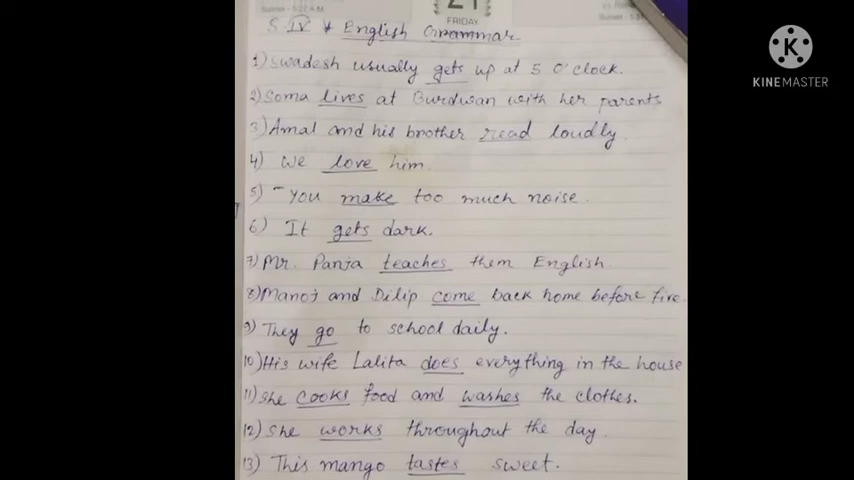 FRIDAY
S. IV English Grammar
1) Swadesh usually gets up at 5 O'clock.
2) Soma lives at Burdwan with her parents
3) Amal and his brother read loudly.
4) We love him.
5) You make too much noise.
6) It gets dark.
7) Mr. Panja teaches them English.
8) Manoj and Dilip come back home before five.
9) They go to school daily.
10) His wife Lalita does everything in the house
11) She cooks food and washes the clothes.
12) She works throughout the day.
13) This mango tastes sweet.
K
KINEMASTER